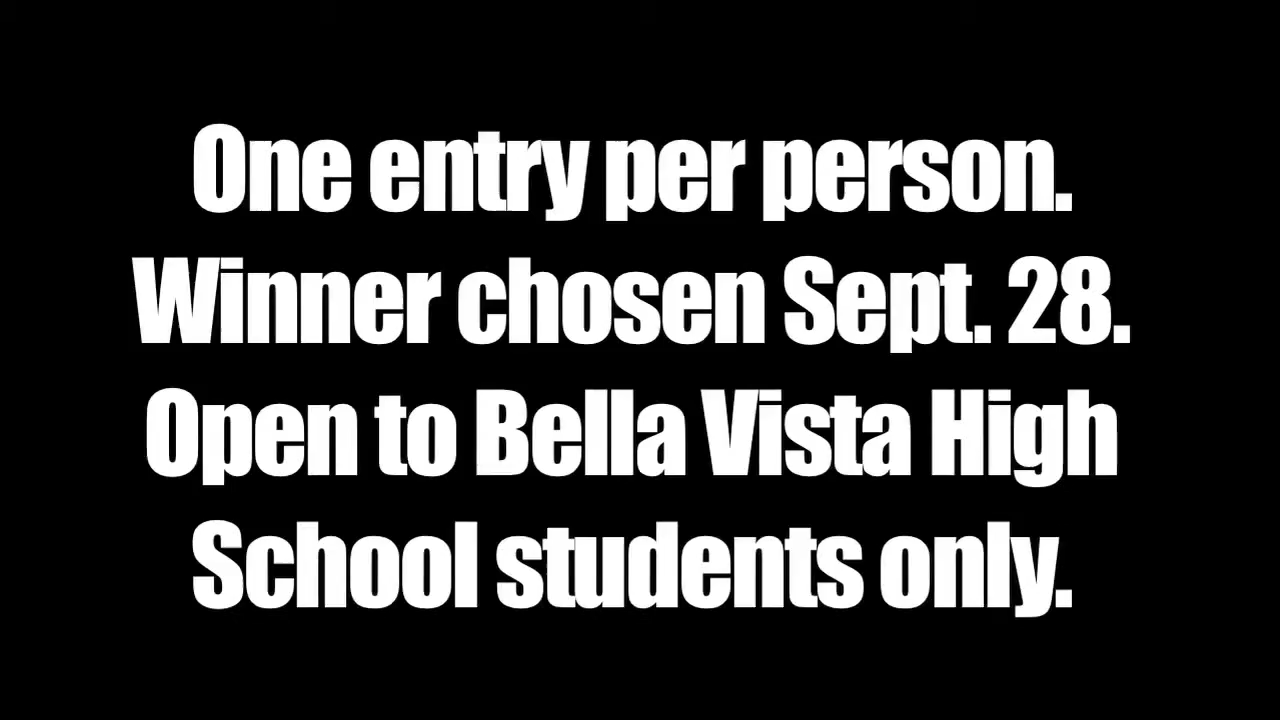 One entry per person.
Winner chosen Sept. 28.
Open to Bella Vista High
School students only.